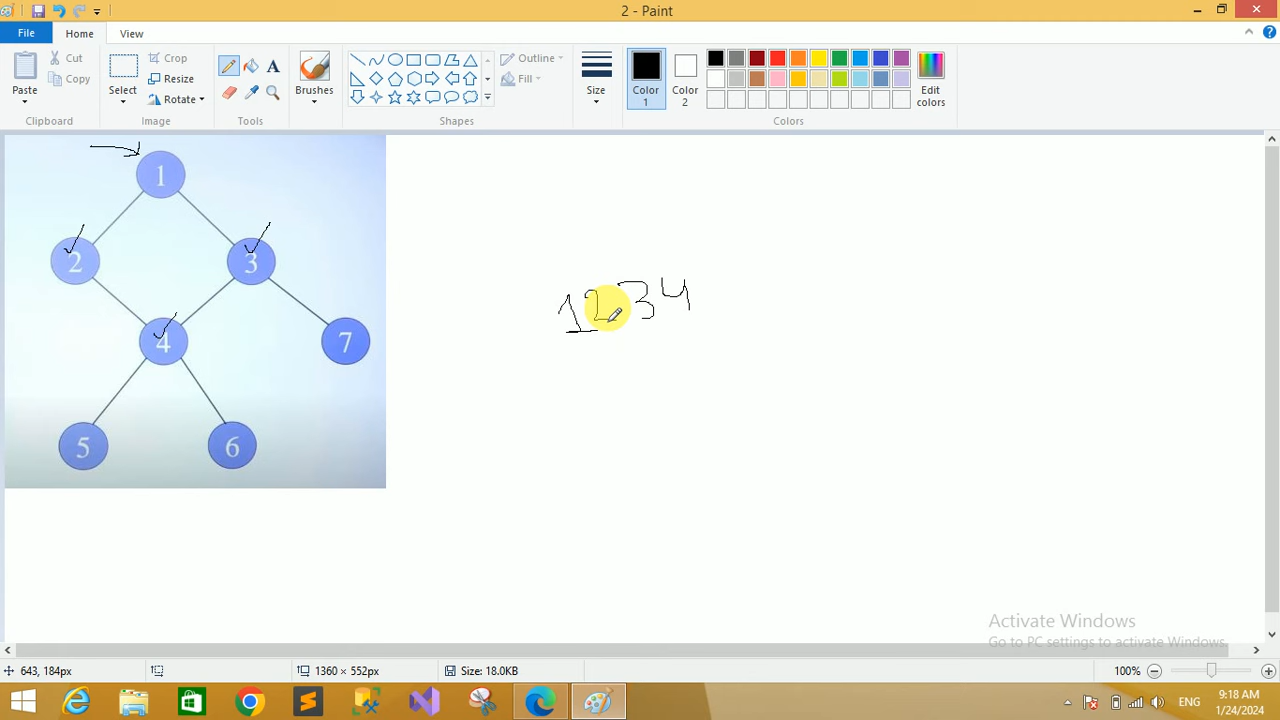 2 - Paint
File Home View
Cut Crop Outline
Copy Resize Fill Edit
Paste Select Rotate Brushes Size Color 1 Color 2 colors
Clipboard Image Tools Shapes Colors
1
2 3
4 7
5 6
1 2 3 4
Activate Windows
Go to PC settings to activate Windows.
643, 184px 1360 × 552px Size: 18.0KB 100%
ENG 9:18 AM
1/24/2024